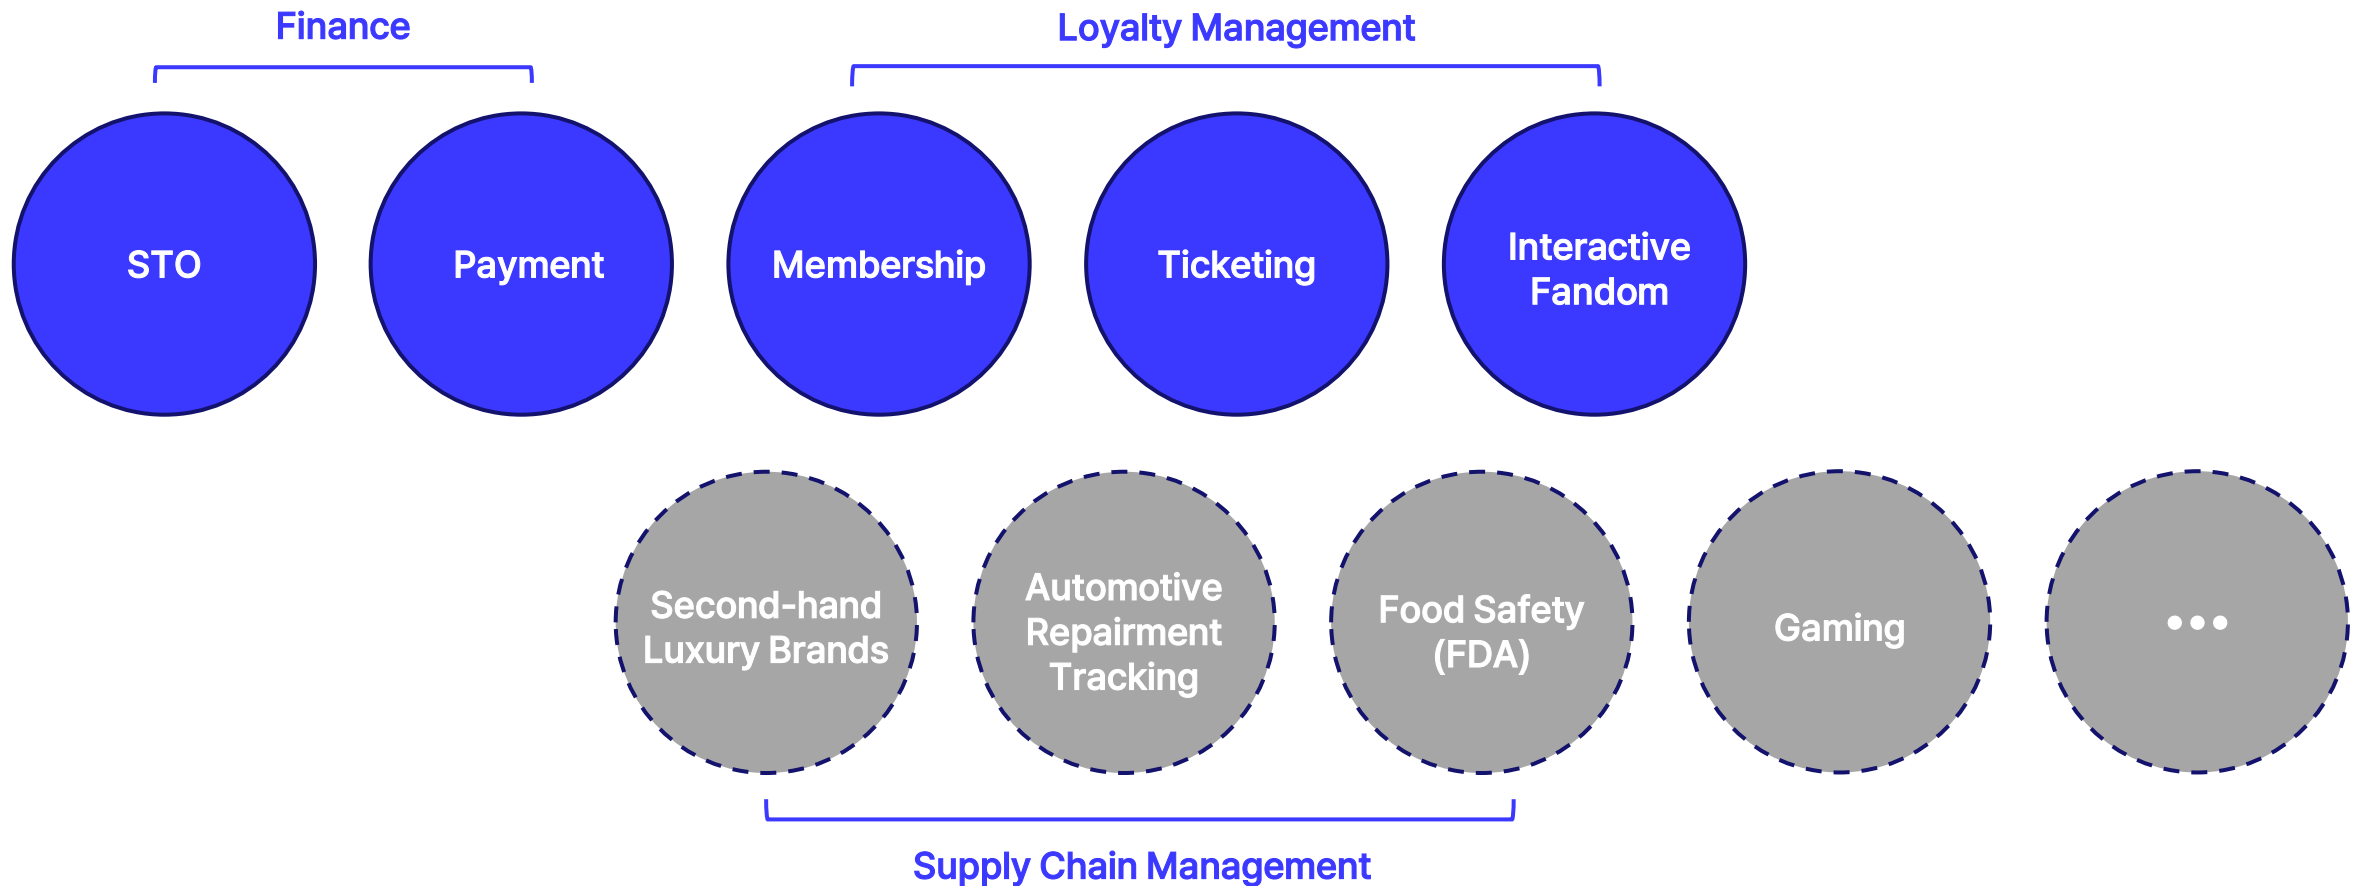 Finance
Loyalty Management
STO
Payment
Membership
Ticketing
Interactive
Fandom
Second-hand
Luxury Brands
Automotive
Repairment
Tracking
Food Safety
(FDA)
Gaming
•••
Supply Chain Management